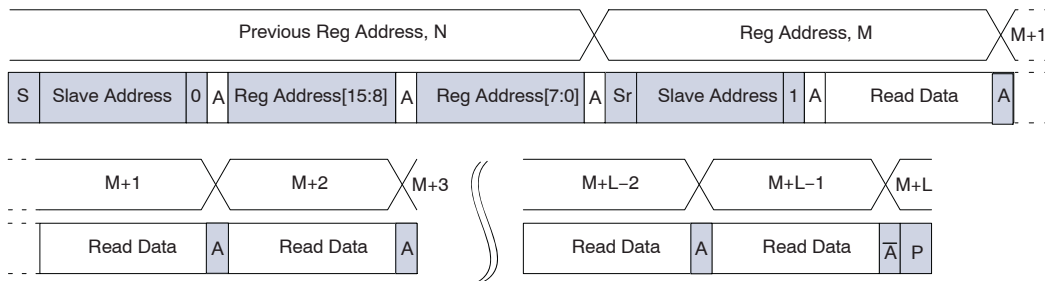 Previous Reg Address, N Reg Address, M M+1
S Slave Address 0 A Reg Address[15:8] A Reg Address[7:0] A Sr Slave Address 1 A Read Data A
M+1 M+2 M+3 M+L−2 M+L−1 M+L
Read Data A Read Data A Read Data A Read Data A̅ P